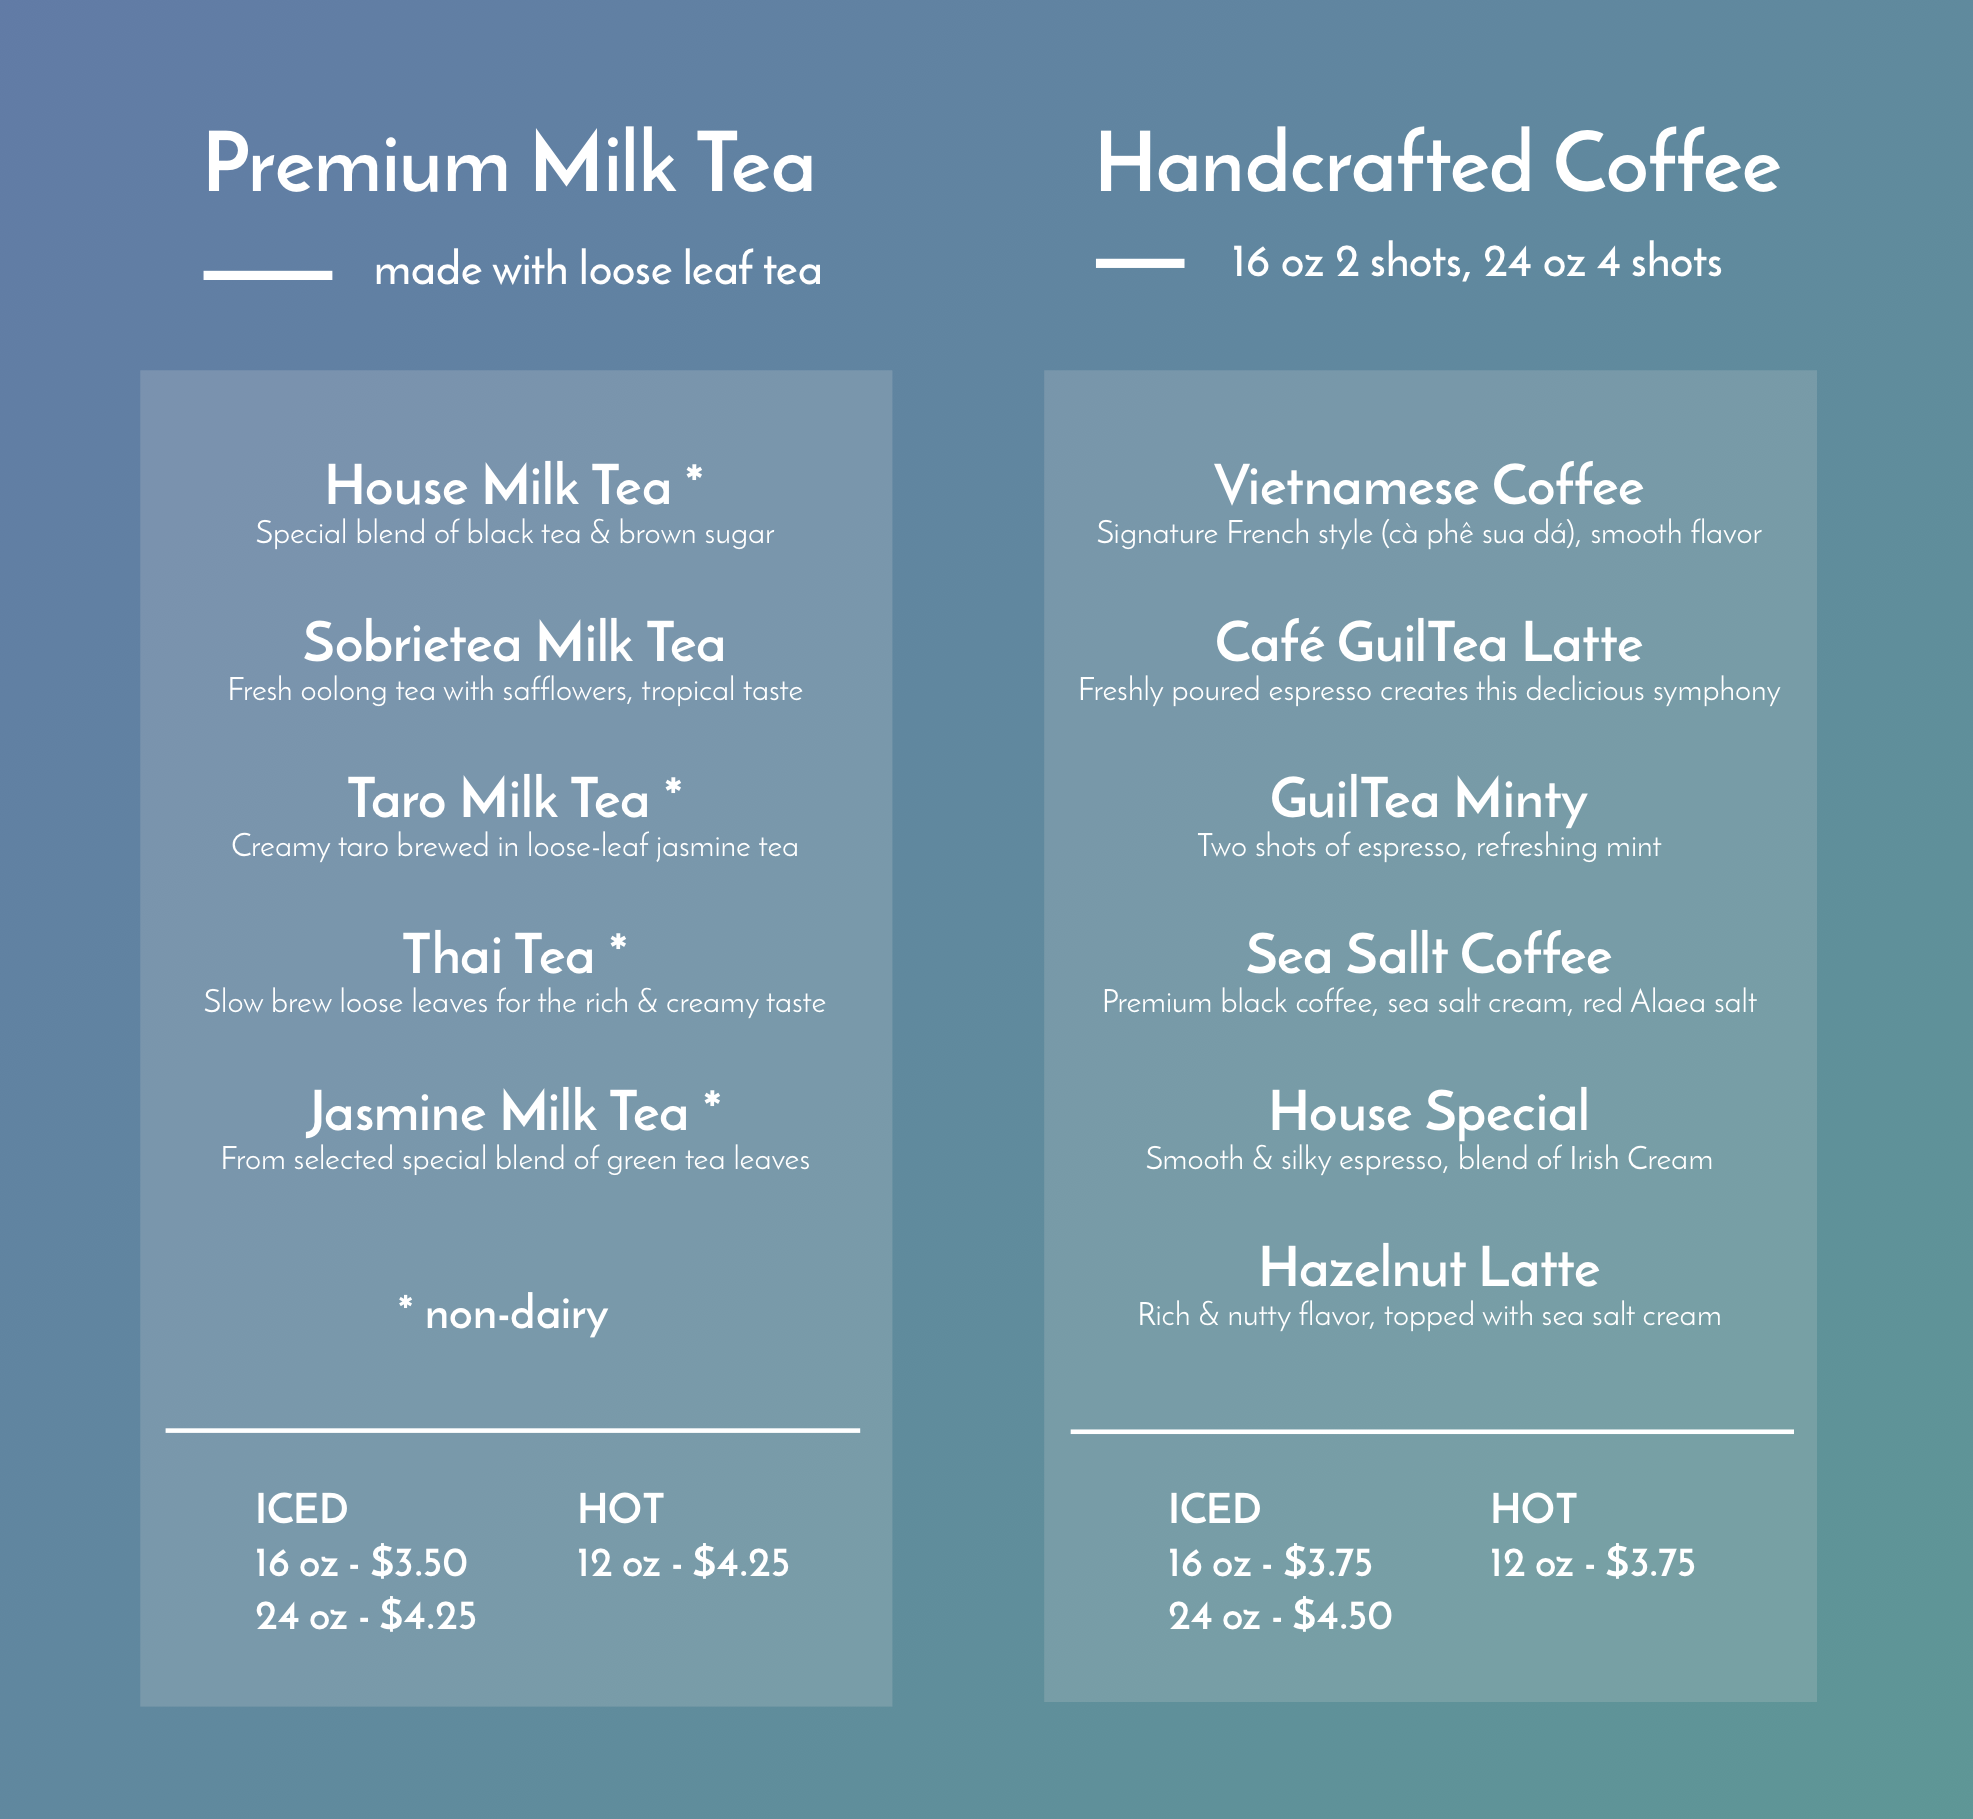 Premium Milk Tea
made with loose leaf tea
House Milk Tea *
Special blend of black tea & brown sugar
Sobrietea Milk Tea
Fresh oolong tea with safflowers, tropical taste
Taro Milk Tea *
Creamy taro brewed in loose-leaf jasmine tea
Thai Tea *
Slow brew loose leaves for the rich & creamy taste
Jasmine Milk Tea *
From selected special blend of green tea leaves
* non-dairy
ICED
16 oz - $3.50
24 oz - $4.25
HOT
12 oz - $4.25
Handcrafted Coffee
16 oz 2 shots, 24 oz 4 shots
Vietnamese Coffee
Signature French style (cà phê sua dá), smooth flavor
Café GuilTea Latte
Freshly poured espresso creates this declicious symphony
GuilTea Minty
Two shots of espresso, refreshing mint
Sea Sallt Coffee
Premium black coffee, sea salt cream, red Alaea salt
House Special
Smooth & silky espresso, blend of Irish Cream
Hazelnut Latte
Rich & nutty flavor, topped with sea salt cream
ICED
16 oz - $3.75
24 oz - $4.50
HOT
12 oz - $3.75